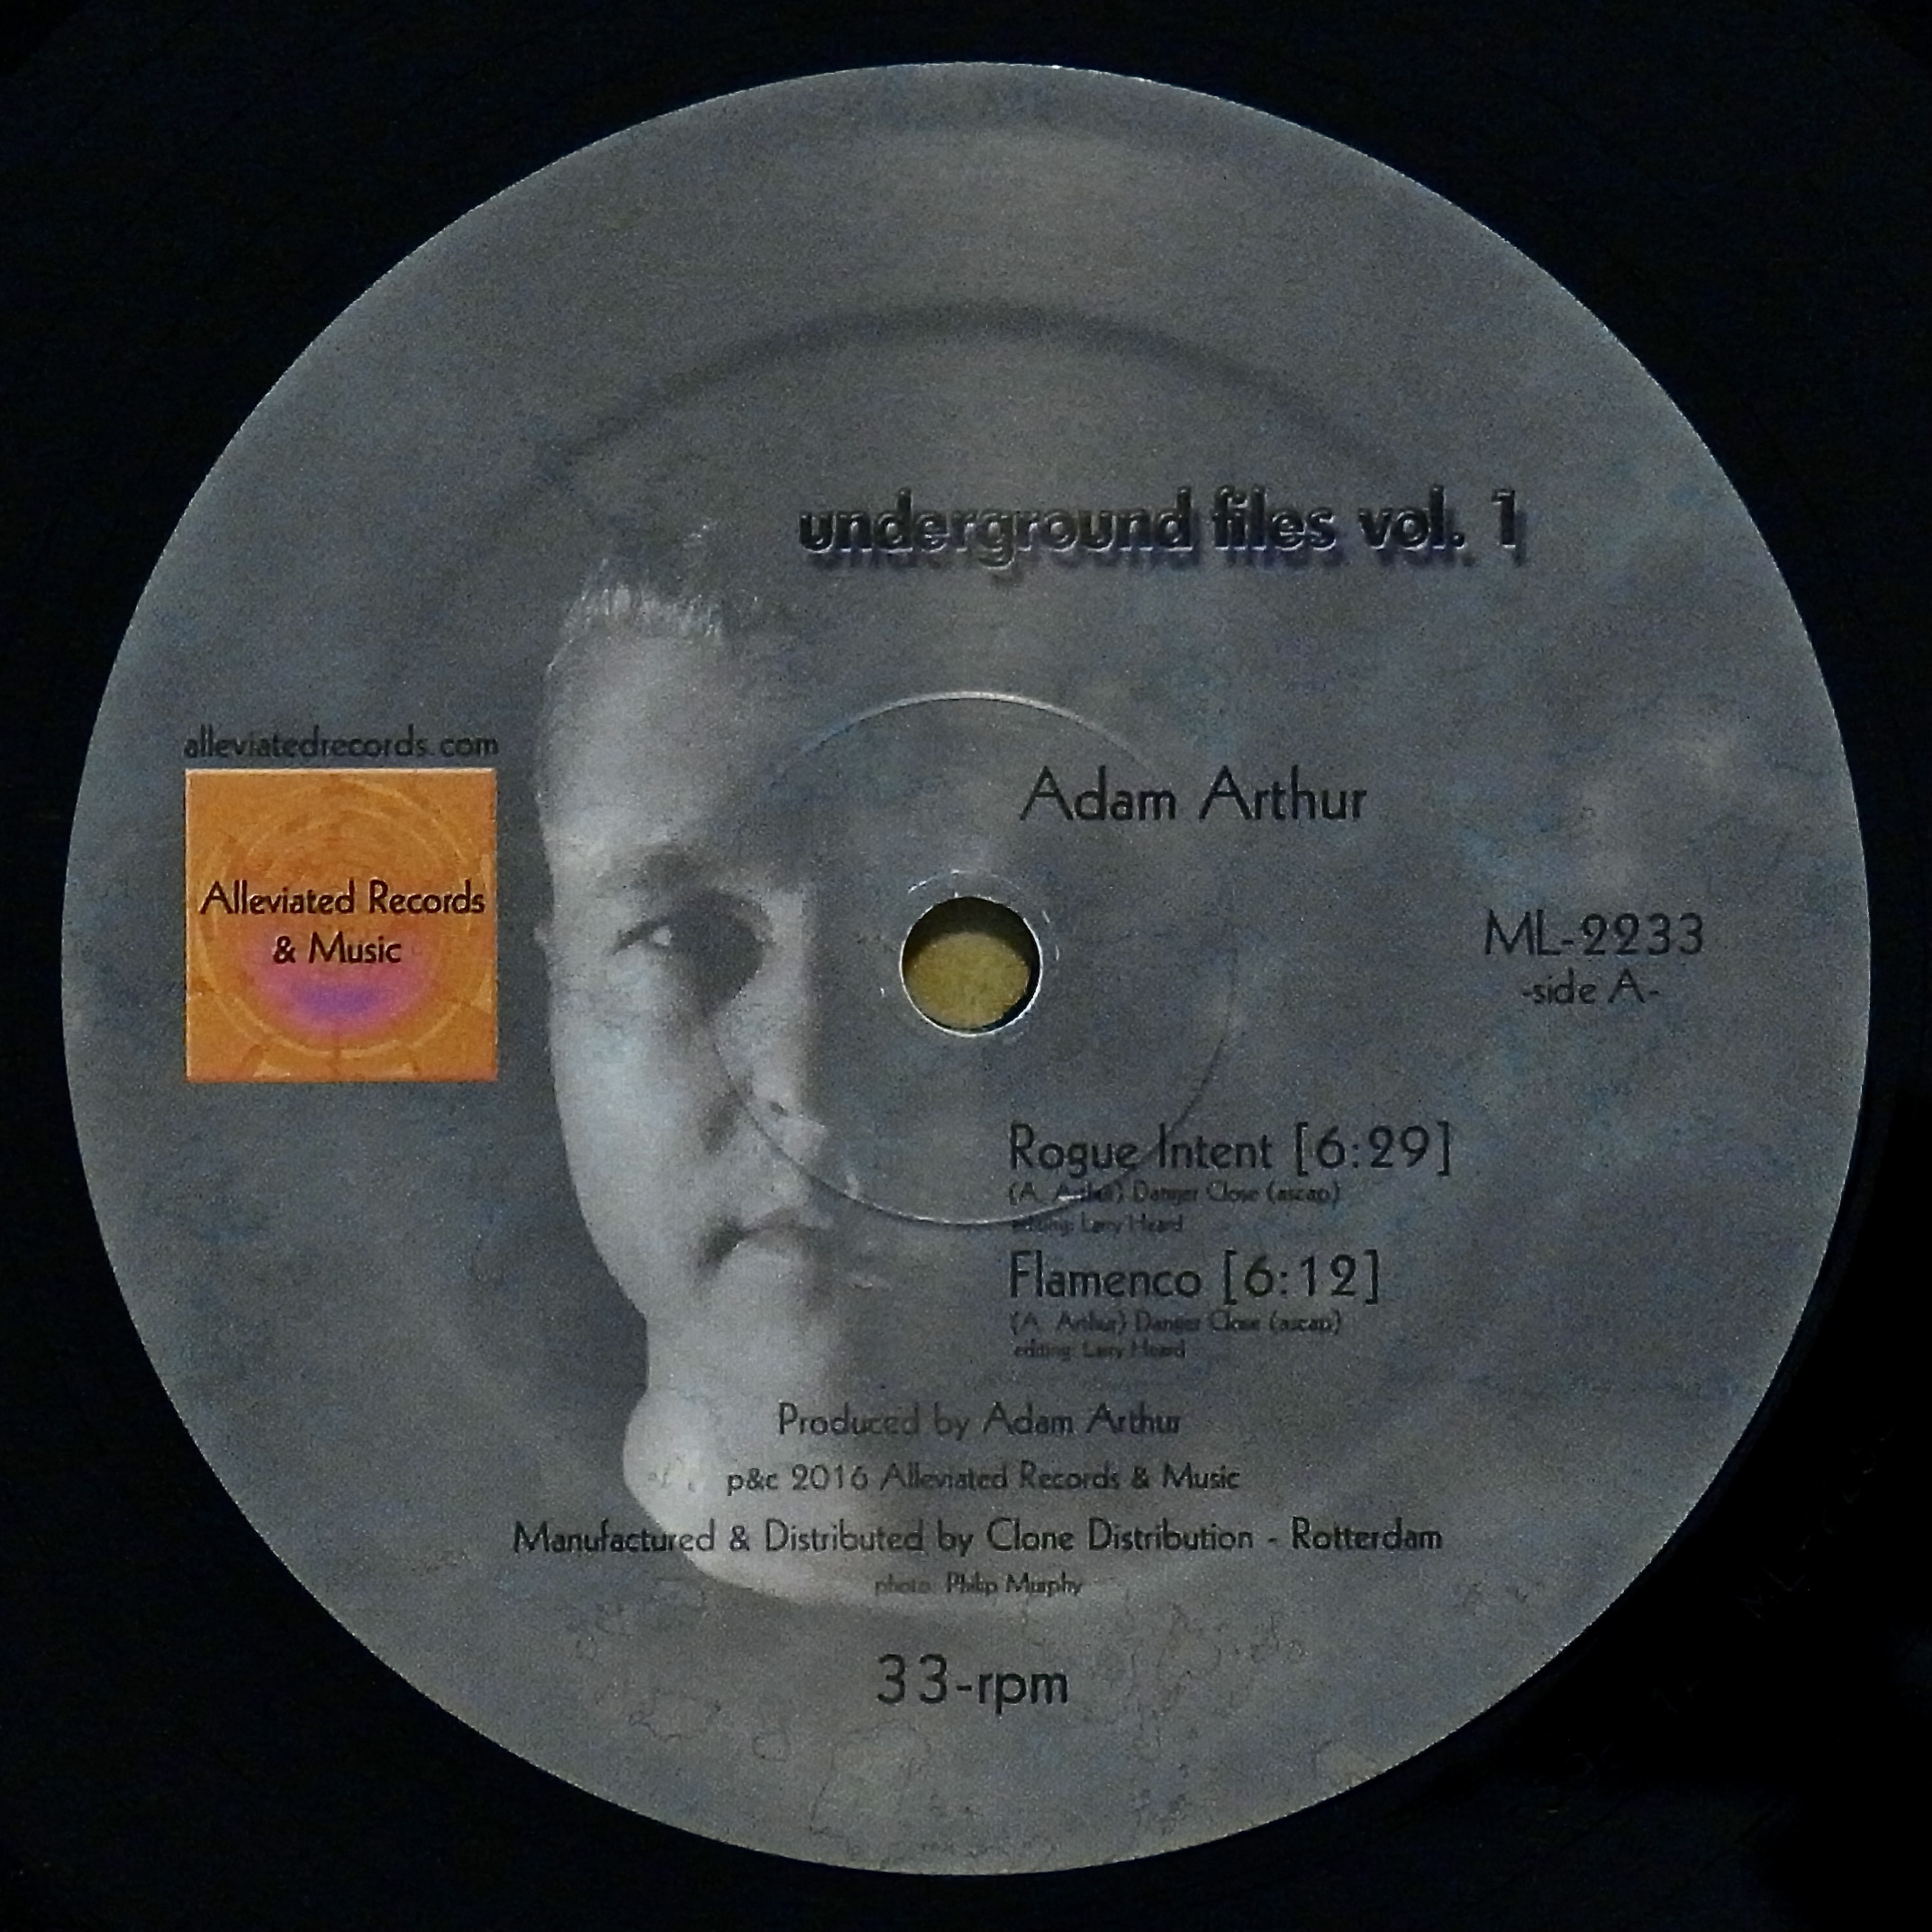 underground files vol. 1
alleviatedrecords.com
Alleviated Records
& Music
Adam Arthur
ML-2233
-side A-
Rogue Intent [6:29]
(A. Arthur) Danger Close (ascap)
editing: Larry Heard
Flamenco [6:12]
(A. Arthur) Danger Close (ascap)
editing: Larry Heard
Produced by Adam Arthur
p&c 2016 Alleviated Records & Music
Manufactured & Distributed by Clone Distribution - Rotterdam
photo: Philip Murphy
33-rpm